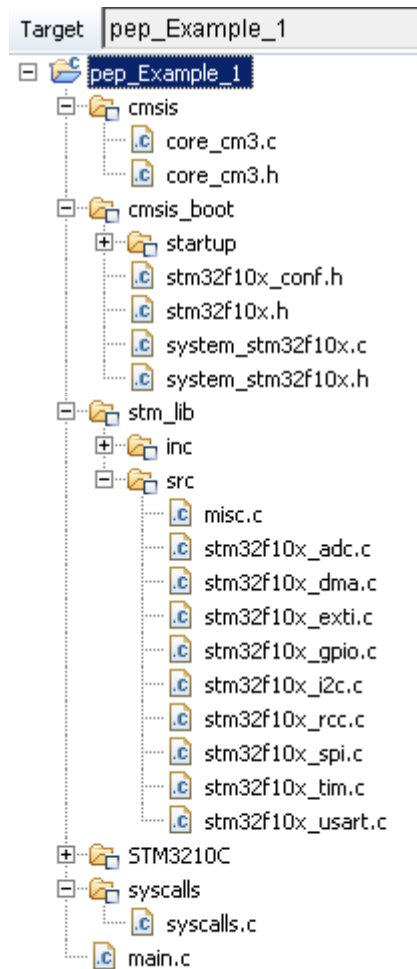 Target pep_Example_1
pep_Example_1
cmsis
core_cm3.c
core_cm3.h
cmsis_boot
startup
stm32f10x_conf.h
stm32f10x.h
system_stm32f10x.c
system_stm32f10x.h
stm_lib
inc
src
misc.c
stm32f10x_adc.c
stm32f10x_dma.c
stm32f10x_exti.c
stm32f10x_gpio.c
stm32f10x_i2c.c
stm32f10x_rcc.c
stm32f10x_spi.c
stm32f10x_tim.c
stm32f10x_usart.c
STM3210C
syscalls
syscalls.c
main.c